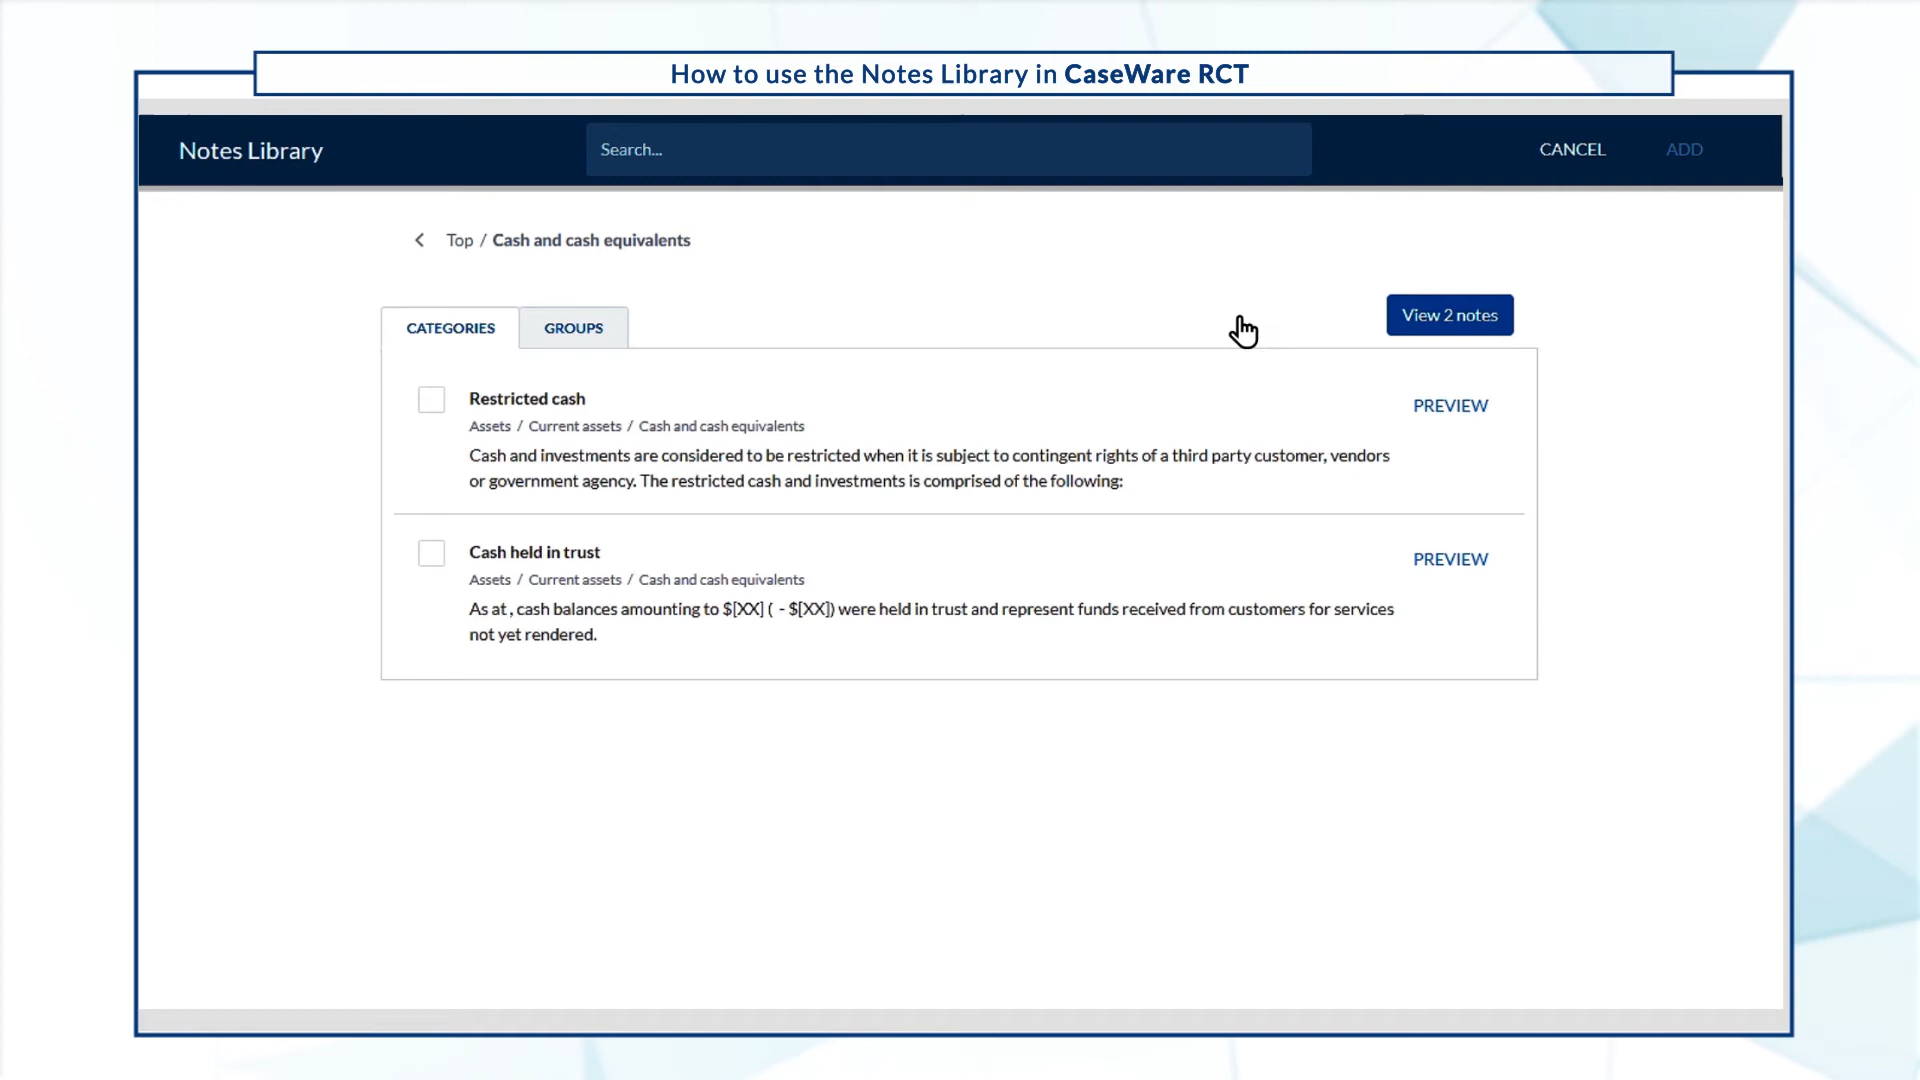 How to use the Notes Library in CaseWare RCT
Notes Library
Search...
CANCEL
ADD
Top / Cash and cash equivalents
CATEGORIES
GROUPS
View 2 notes
Restricted cash
PREVIEW
Assets / Current assets / Cash and cash equivalents
Cash and investments are considered to be restricted when it is subject to contingent rights of a third party customer, vendors
or government agency. The restricted cash and investments is comprised of the following:
Cash held in trust
PREVIEW
Assets / Current assets / Cash and cash equivalents
As at , cash balances amounting to $[XX] ( - $[XX]) were held in trust and represent funds received from customers for services
not yet rendered.